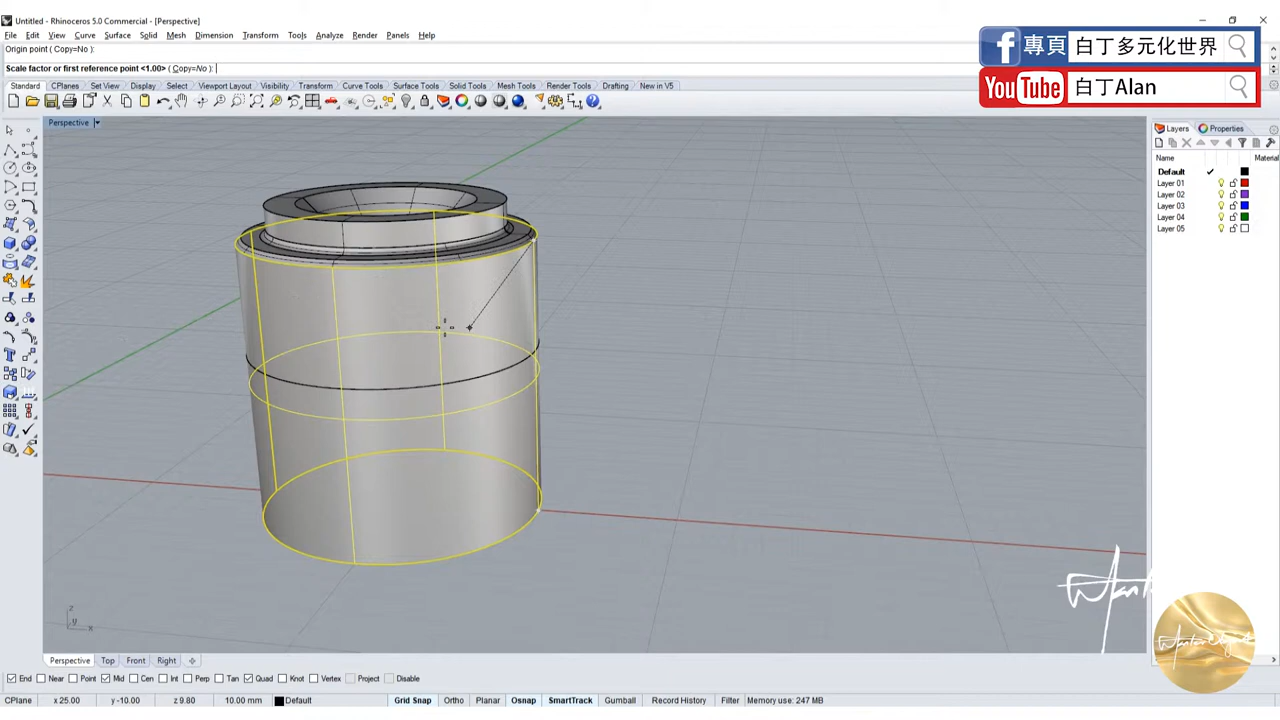 Untitled - Rhinoceros 5.0 Commercial - [Perspective]
File Edit View Curve Surface Solid Mesh Dimension Transform Tools Analyze Render Panels Help
Origin point ( Copy=No ):
Scale factor or first reference point <1.00> ( Copy=No ):
f 專頁 白丁多元化世界
YouTube 白丁Alan
Standard CPlanes Set View Display Select Viewport Layout Visibility Transform Curve Tools Surface Tools Solid Tools Mesh Tools Render Tools Drafting New in V5
Perspective
Layers Properties
Name Material
Default
Layer 01
Layer 02
Layer 03
Layer 04
Layer 05
z
y
x
Perspective Top Front Right
End Near Point Mid Cen Int Perp Tan Quad Knot Vertex Project Disable
CPlane x 25.00 y -10.00 z 9.80 10.00 mm Default Grid Snap Ortho Planar Osnap SmartTrack Gumball Record History Filter Memory use: 247 MB